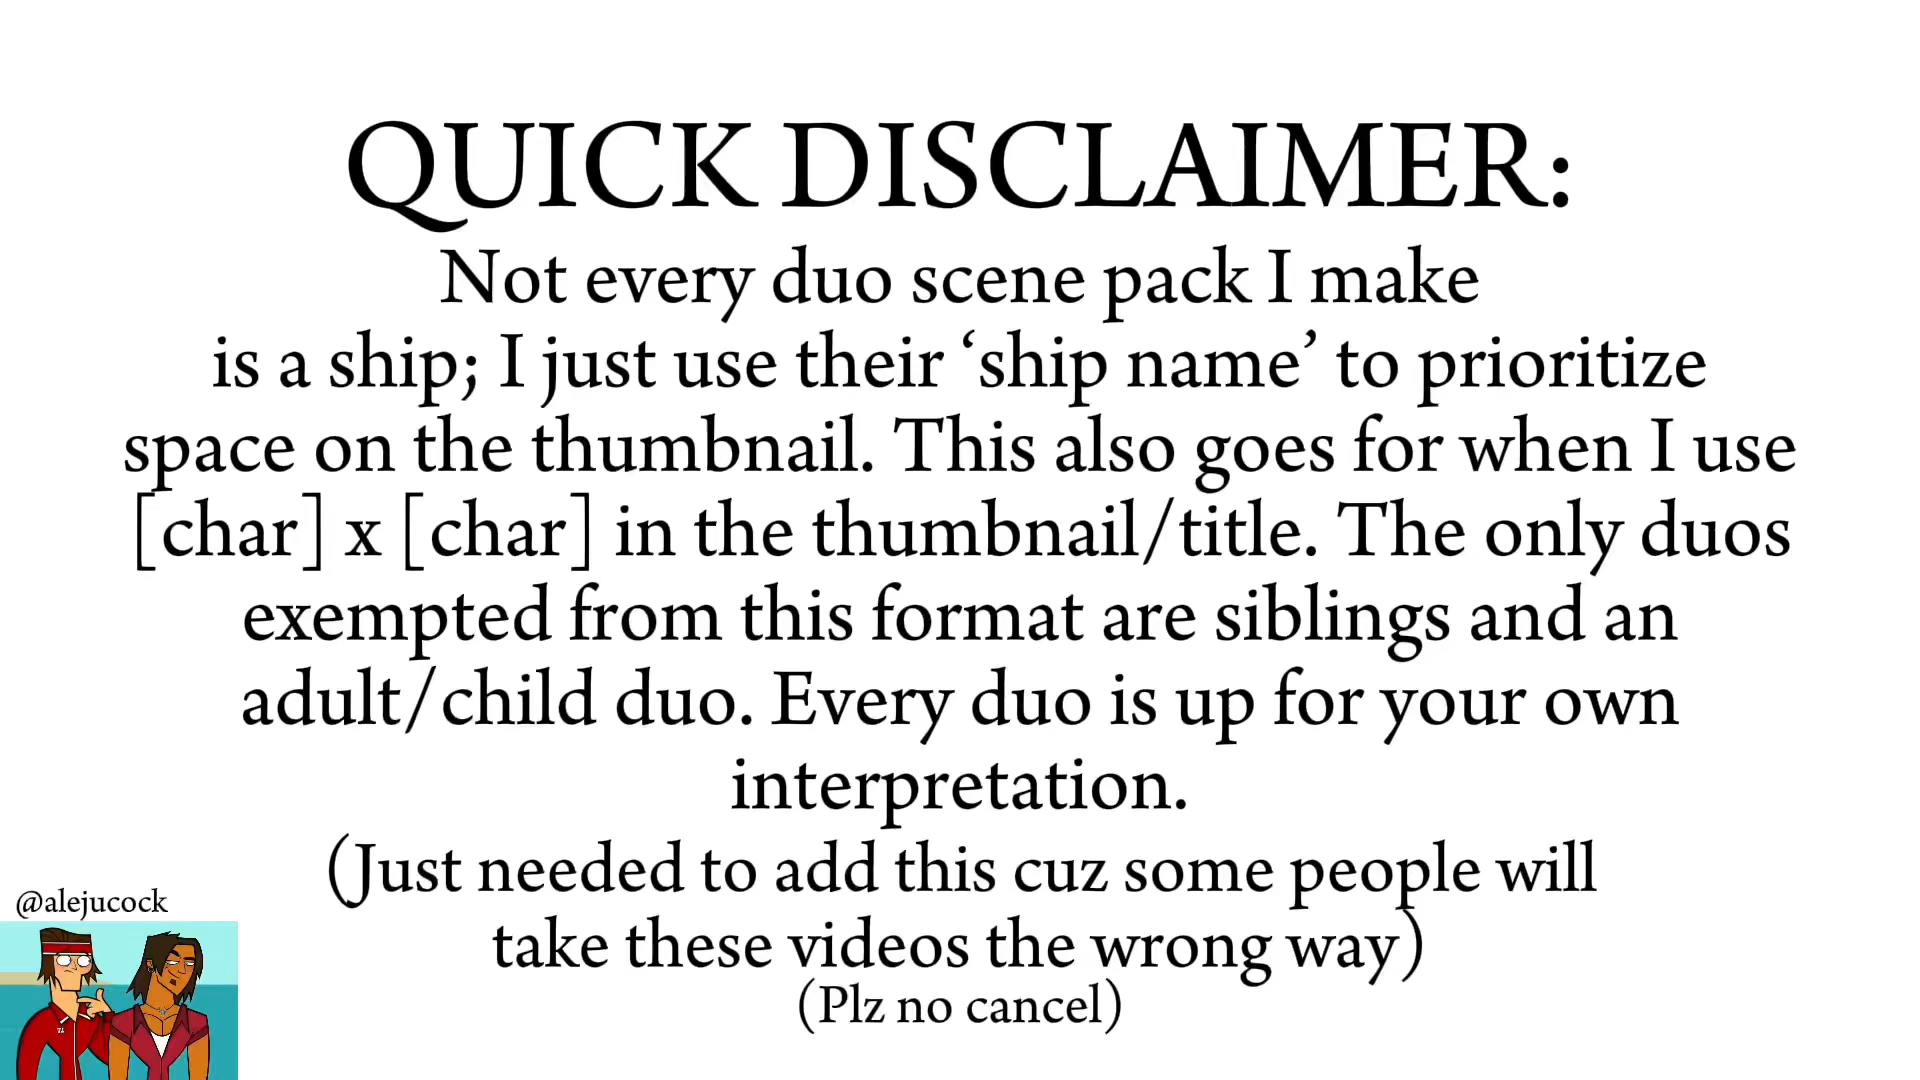 QUICK DISCLAIMER:
Not every duo scene pack I make
is a ship; I just use their ‘ship name’ to prioritize
space on the thumbnail. This also goes for when I use
[char] x [char] in the thumbnail/title. The only duos
exempted from this format are siblings and an
adult/child duo. Every duo is up for your own
interpretation.
(Just needed to add this cuz some people will
take these videos the wrong way)
(Plz no cancel)
@alejucock